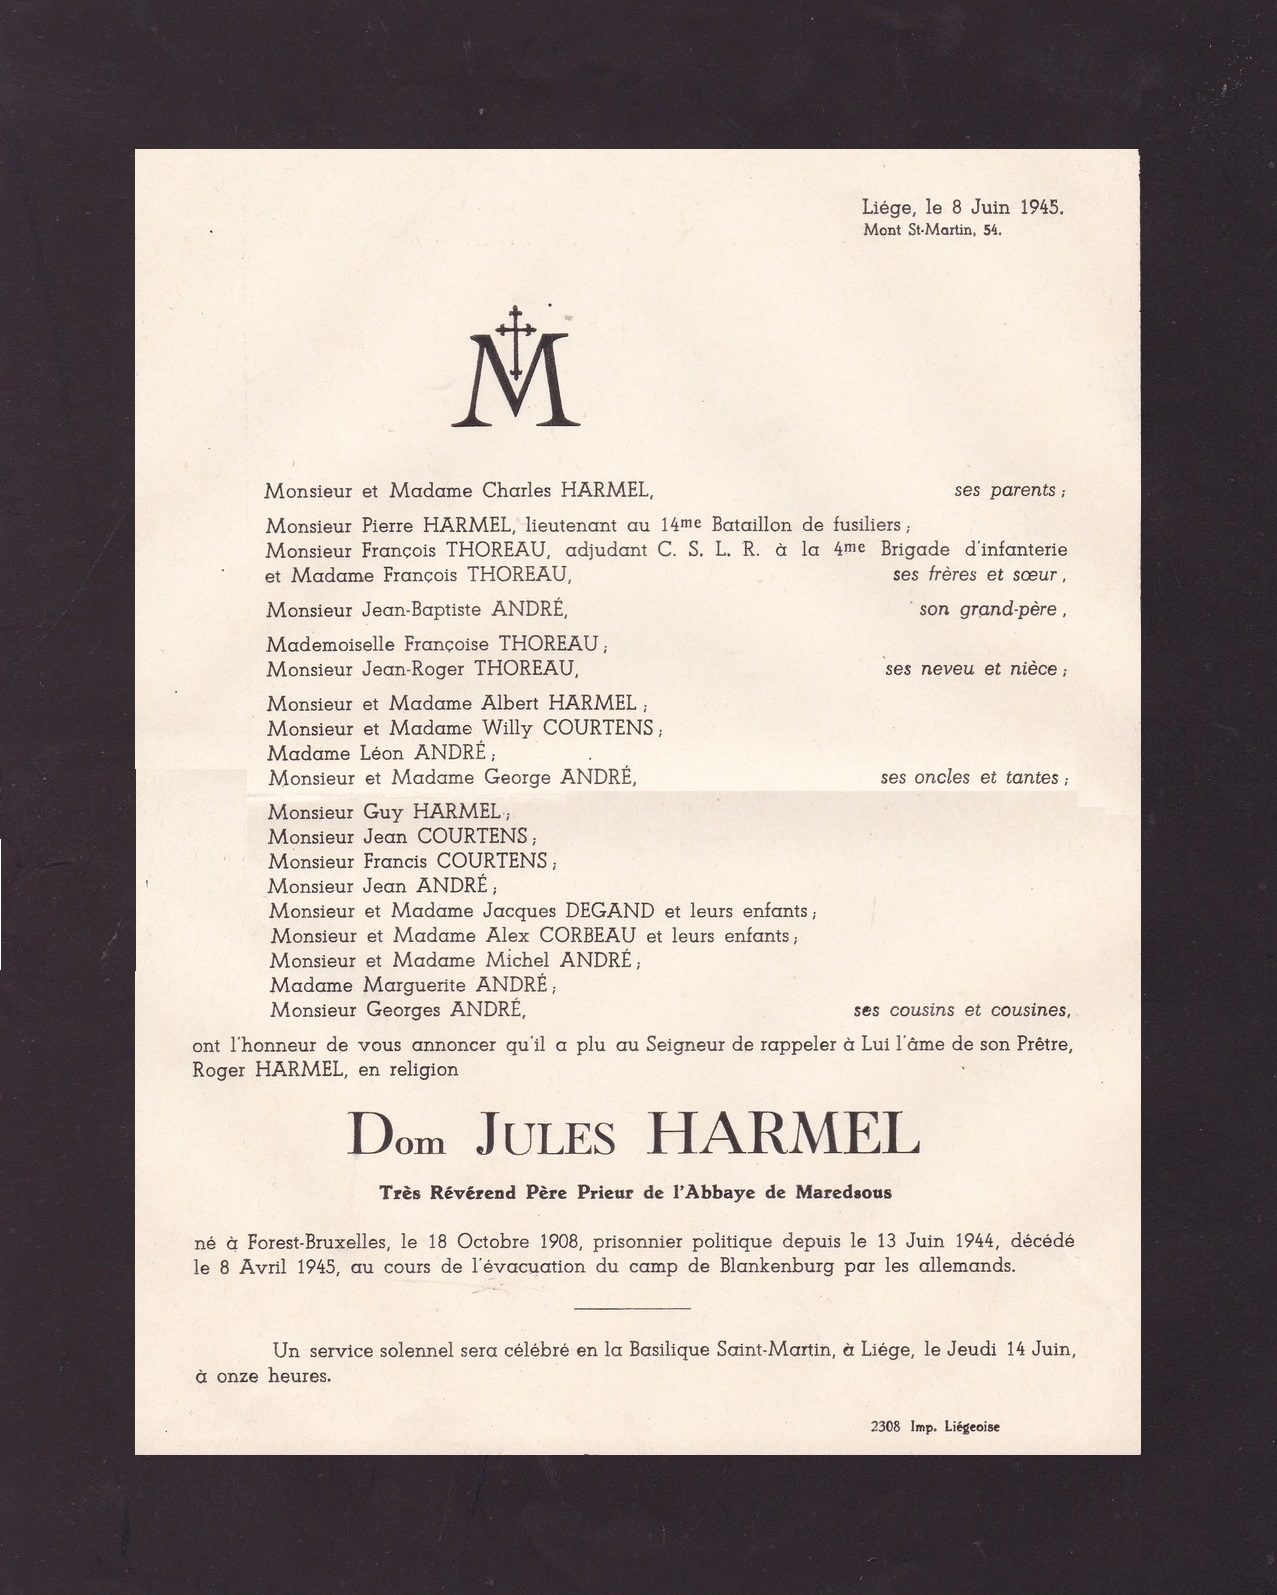 Liége, le 8 Juin 1945.
Mont St-Martin, 54.
M
Monsieur et Madame Charles HARMEL, ses parents ;
Monsieur Pierre HARMEL, lieutenant au 14me Bataillon de fusiliers ;
Monsieur François THOREAU, adjudant C. S. L. R. à la 4me Brigade d'infanterie
et Madame François THOREAU, ses frères et sœur ,
Monsieur Jean-Baptiste ANDRÉ, son grand-père ,
Mademoiselle Françoise THOREAU ;
Monsieur Jean-Roger THOREAU, ses neveu et nièce ;
Monsieur et Madame Albert HARMEL ;
Monsieur et Madame Willy COURTENS ;
Madame Léon ANDRÉ ;
Monsieur et Madame George ANDRÉ, ses oncles et tantes ;
Monsieur Guy HARMEL ;
Monsieur Jean COURTENS ;
Monsieur Francis COURTENS ;
Monsieur Jean ANDRÉ ;
Monsieur et Madame Jacques DEGAND et leurs enfants ;
Monsieur et Madame Alex CORBEAU et leurs enfants ;
Monsieur et Madame Michel ANDRÉ ;
Madame Marguerite ANDRÉ ;
Monsieur Georges ANDRÉ, ses cousins et cousines,
ont l'honneur de vous annoncer qu'il a plu au Seigneur de rappeler à Lui l'âme de son Prêtre,
Roger HARMEL, en religion
Dom JULES HARMEL
Très Révérend Père Prieur de l'Abbaye de Maredsous
né à Forest-Bruxelles, le 18 Octobre 1908, prisonnier politique depuis le 13 Juin 1944, décédé
le 8 Avril 1945, au cours de l'évacuation du camp de Blankenburg par les allemands.
Un service solennel sera célébré en la Basilique Saint-Martin, à Liége, le Jeudi 14 Juin,
à onze heures.
2308 Imp. Liégeoise